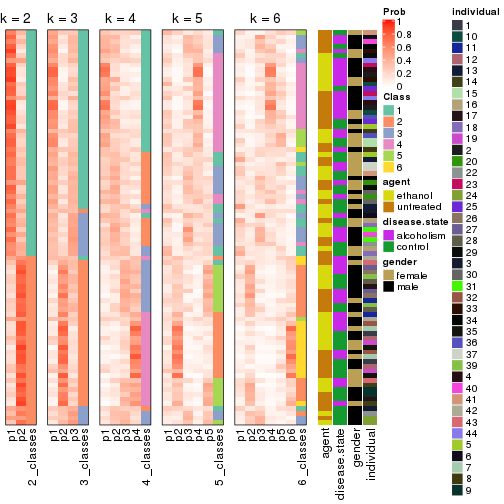 k = 2
k = 3
k = 4
k = 5
k = 6
p1
p2
2_classes
p1
p2
p3
3_classes
p1
p2
p3
p4
4_classes
p1
p2
p3
p4
p5
5_classes
p1
p2
p3
p4
p5
p6
6_classes
agent
disease.state
gender
individual
Prob
1
0.8
0.6
0.4
0.2
0
Class
1
2
3
4
5
6
agent
ethanol
untreated
disease.state
alcoholism
control
gender
female
male
individual
1
10
11
12
13
14
15
16
17
18
19
2
20
22
23
24
25
26
27
28
29
3
30
31
32
33
34
35
36
37
39
4
40
41
42
43
44
5
6
7
8
9